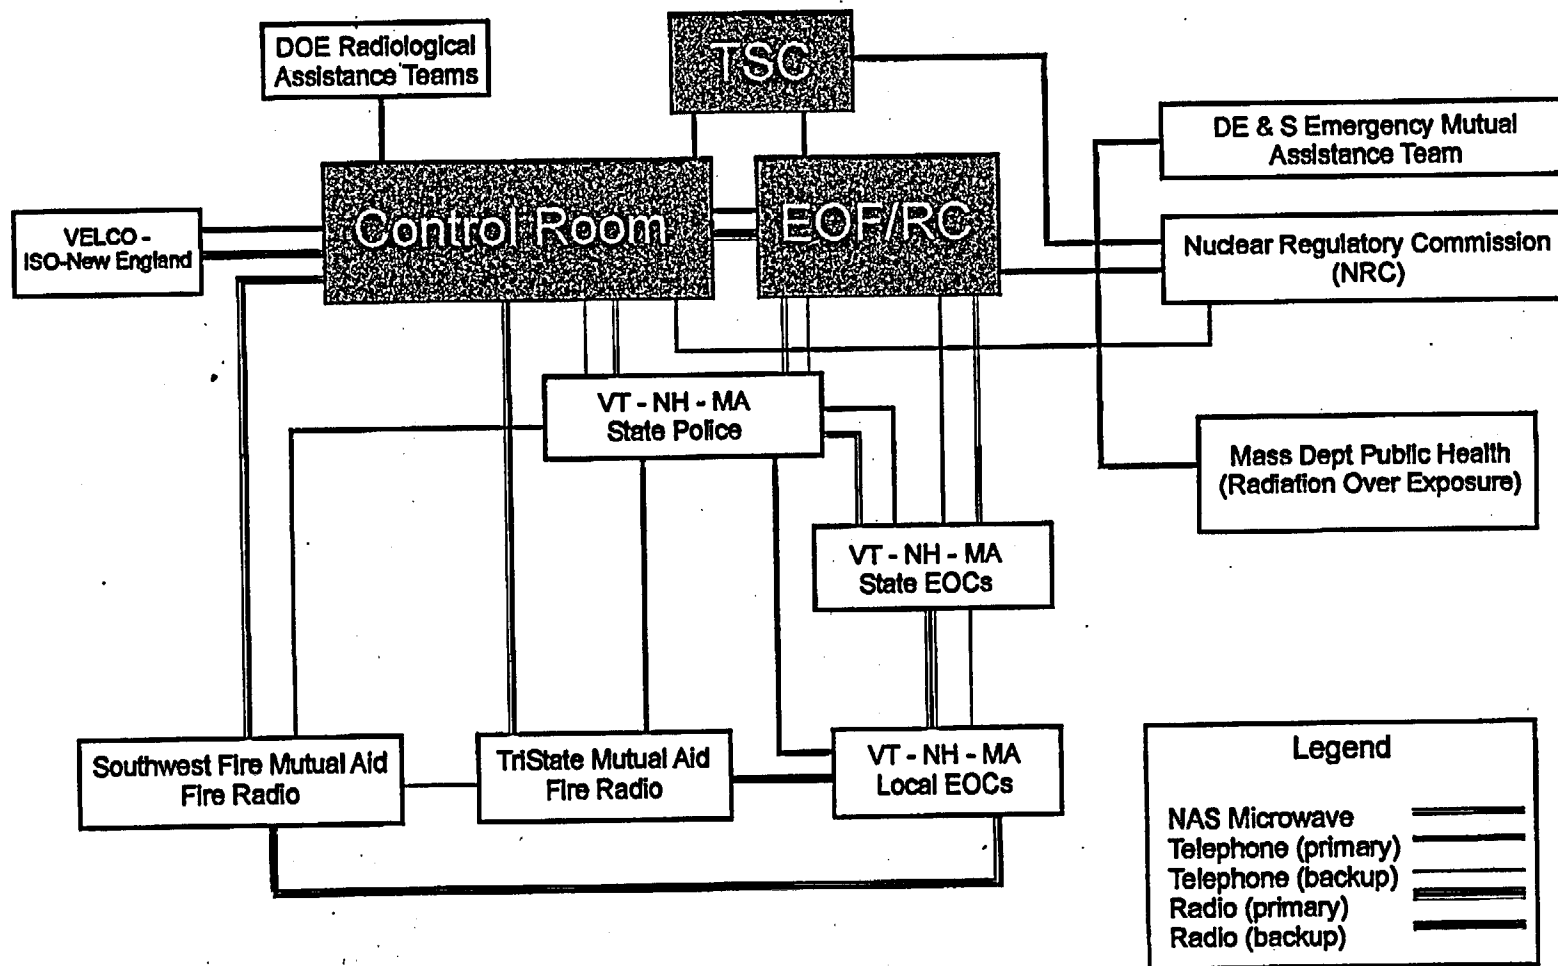 DOE Radiological
Assistance Teams
TSC
DE & S Emergency Mutual
Assistance Team
Control Room
EOF/RC
VELCO -
ISO-New England
Nuclear Regulatory Commission
(NRC)
VT - NH - MA
State Police
Mass Dept Public Health
(Radiation Over Exposure)
VT - NH - MA
State EOCs
Southwest Fire Mutual Aid
Fire Radio
TriState Mutual Aid
Fire Radio
VT - NH - MA
Local EOCs
Legend
NAS Microwave
Telephone (primary)
Telephone (backup)
Radio (primary)
Radio (backup)